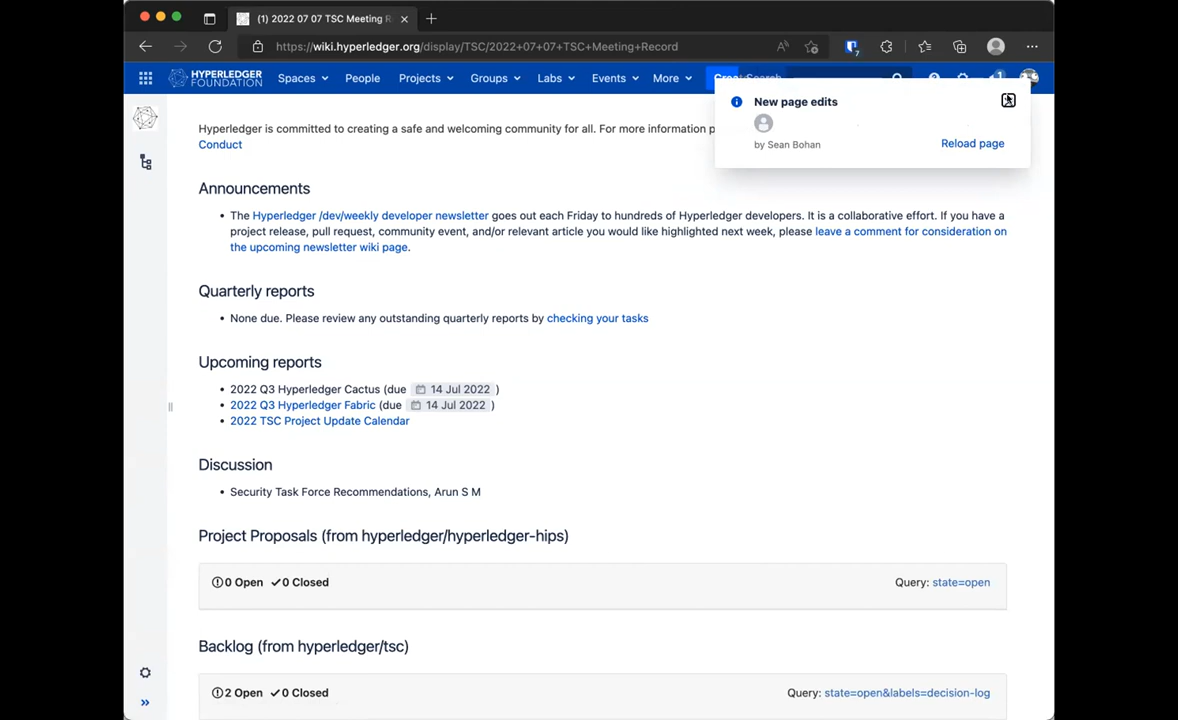 (1) 2022 07 07 TSC Meeting R
https://wiki.hyperledger.org/display/TSC/2022+07+07+TSC+Meeting+Record
7
HYPERLEDGER
FOUNDATION
Spaces
People
Projects
Groups
Labs
Events
More
Create
Search
1
New page edits
by Sean Bohan
Reload page
Hyperledger is committed to creating a safe and welcoming community for all. For more information p
Conduct
Announcements
• The Hyperledger /dev/weekly developer newsletter goes out each Friday to hundreds of Hyperledger developers. It is a collaborative effort. If you have a
project release, pull request, community event, and/or relevant article you would like highlighted next week, please leave a comment for consideration on
the upcoming newsletter wiki page.
Quarterly reports
• None due. Please review any outstanding quarterly reports by checking your tasks
Upcoming reports
• 2022 Q3 Hyperledger Cactus (due 14 Jul 2022 )
• 2022 Q3 Hyperledger Fabric (due 14 Jul 2022 )
• 2022 TSC Project Update Calendar
Discussion
• Security Task Force Recommendations, Arun S M
Project Proposals (from hyperledger/hyperledger-hips)
0 Open ✓0 Closed
Query: state=open
Backlog (from hyperledger/tsc)
2 Open ✓0 Closed
Query: state=open&labels=decision-log